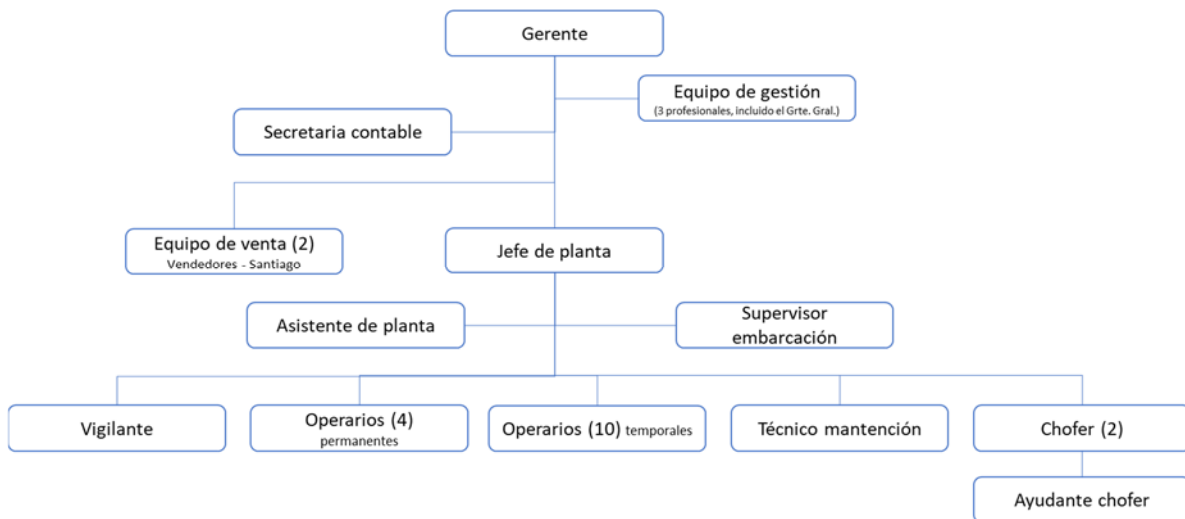 Gerente
Equipo de gestión
(3 profesionales, incluido el Grte. Gral.)
Secretaria contable
Equipo de venta (2)
Vendedores - Santiago
Jefe de planta
Asistente de planta
Supervisor
embarcación
Vigilante
Operarios (4)
permanentes
Operarios (10) temporales
Técnico mantención
Chofer (2)
Ayudante chofer